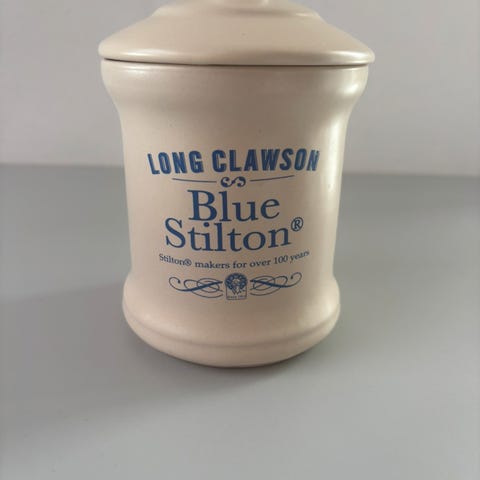 LONG CLAWSON
Blue
Stilton®
Stilton® makers for over 100 years